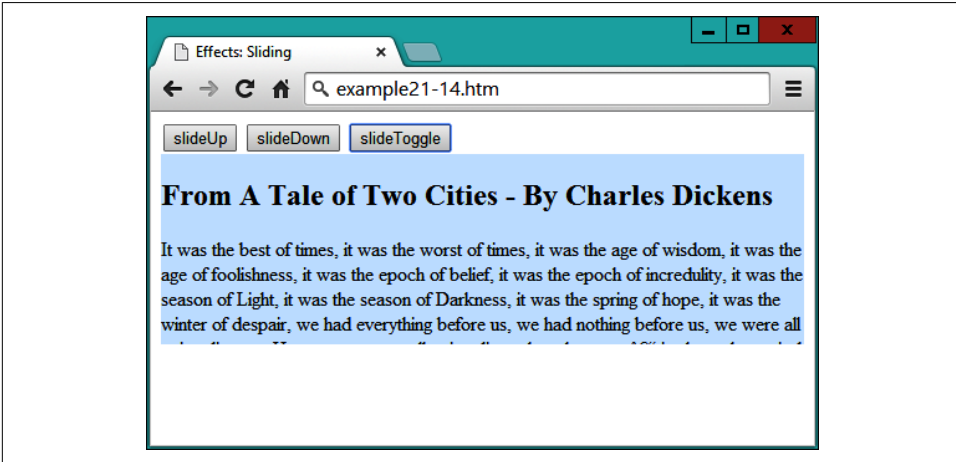 Effects: Sliding
example21-14.htm
slideUp slideDown slideToggle
From A Tale of Two Cities - By Charles Dickens
It was the best of times, it was the worst of times, it was the age of wisdom, it was the
age of foolishness, it was the epoch of belief, it was the epoch of incredulity, it was the
season of Light, it was the season of Darkness, it was the spring of hope, it was the
winter of despair, we had everything before us, we had nothing before us, we were all